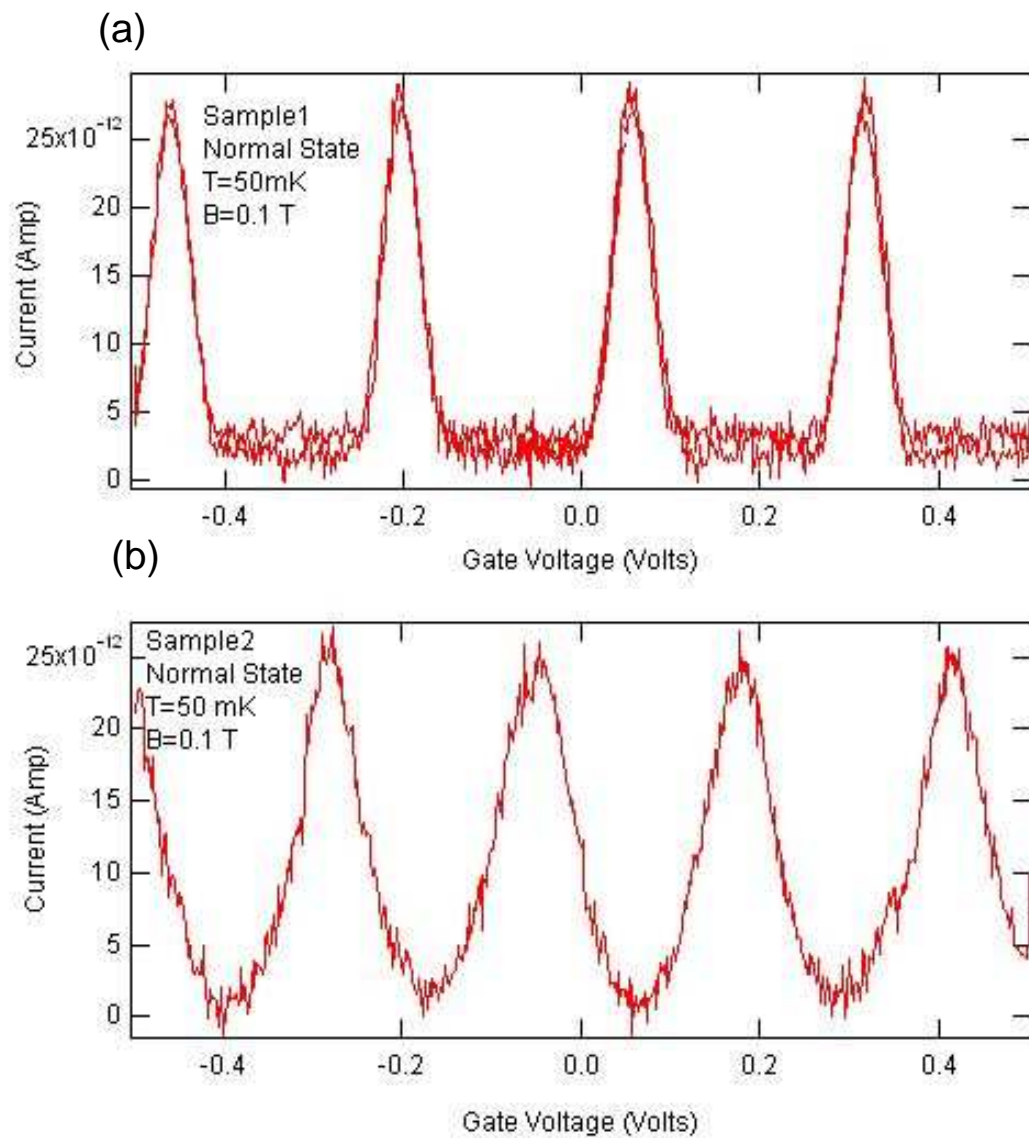 (a)
Sample1
Normal State
T=50mK
B=0.1 T
25x10-12
20
15
10
5
0
Current (Amp)
-0.4 -0.2 0.0 0.2 0.4
Gate Voltage (Volts)
(b)
Sample2
Normal State
T=50 mK
B=0.1 T
25x10-12
20
15
10
5
0
Current (Amp)
-0.4 -0.2 0.0 0.2 0.4
Gate Voltage (Volts)